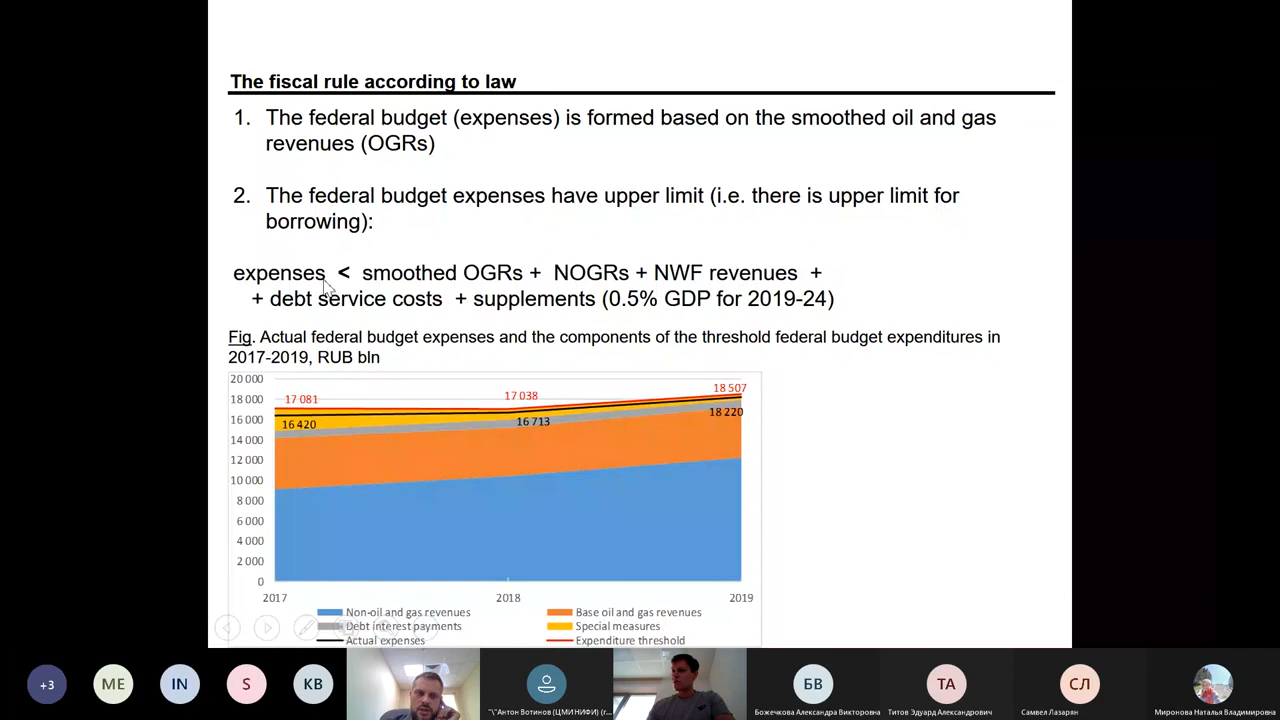 The fiscal rule according to law
1. The federal budget (expenses) is formed based on the smoothed oil and gas
revenues (OGRs)
2. The federal budget expenses have upper limit (i.e. there is upper limit for
borrowing):
expenses < smoothed OGRs + NOGRs + NWF revenues +
+ debt service costs + supplements (0.5% GDP for 2019-24)
Fig. Actual federal budget expenses and the components of the threshold federal budget expenditures in
2017-2019, RUB bln
20 000
18 000
16 000
14 000
12 000
10 000
8 000
6 000
4 000
2 000
0
17 081
17 038
18 507
16 420
16 713
18 220
2017 2018 2019
Non-oil and gas revenues Base oil and gas revenues
Debt interest payments Special measures
Actual expenses Expenditure threshold
+3 ME IN S KB БВ ТА СЛ
"\"Антон Вотинов (ЦМИ НИФИ) (г... Божечкова Александра Викторовна Титов Эдуард Александрович Самвел Лазарян Миронова Наталья Владимировна